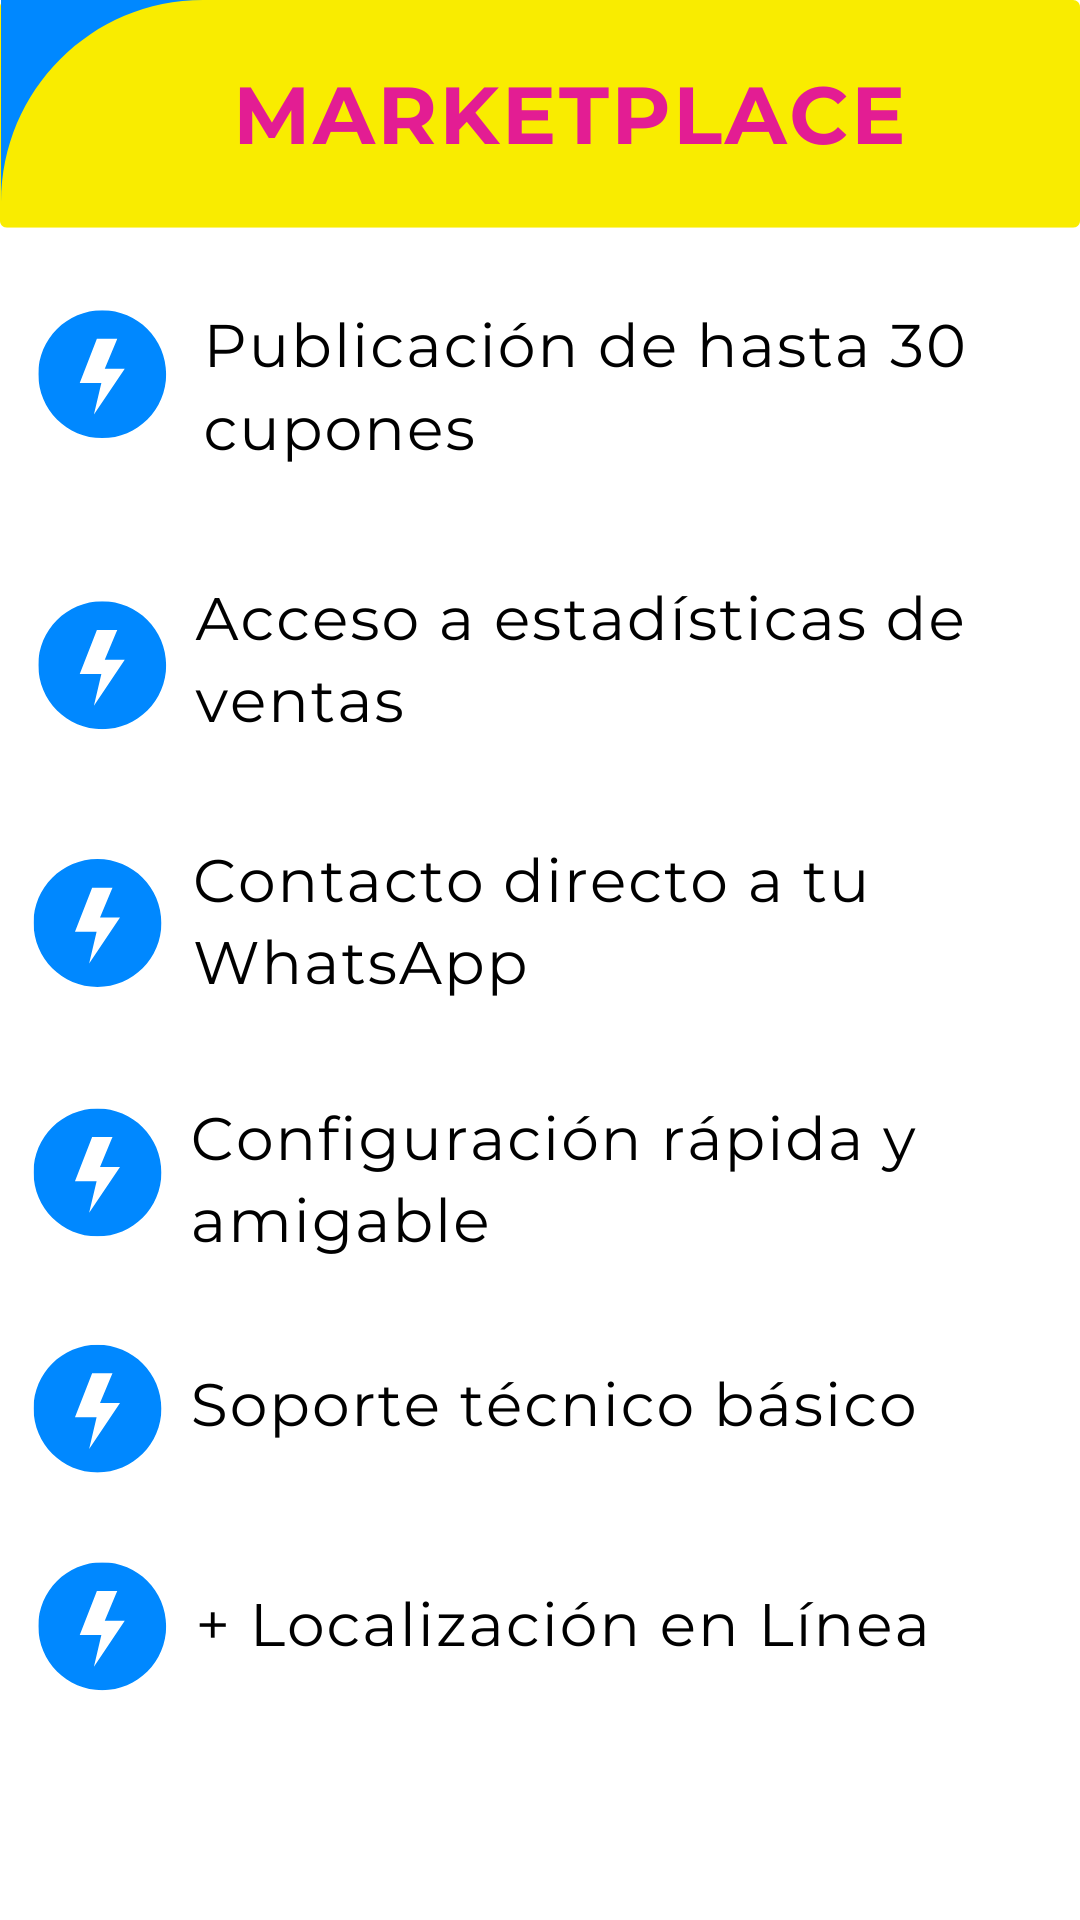 MARKETPLACE
Publicación de hasta 30
cupones
Acceso a estadísticas de
ventas
Contacto directo a tu
WhatsApp
Configuración rápida y
amigable
Soporte técnico básico
+ Localización en Línea